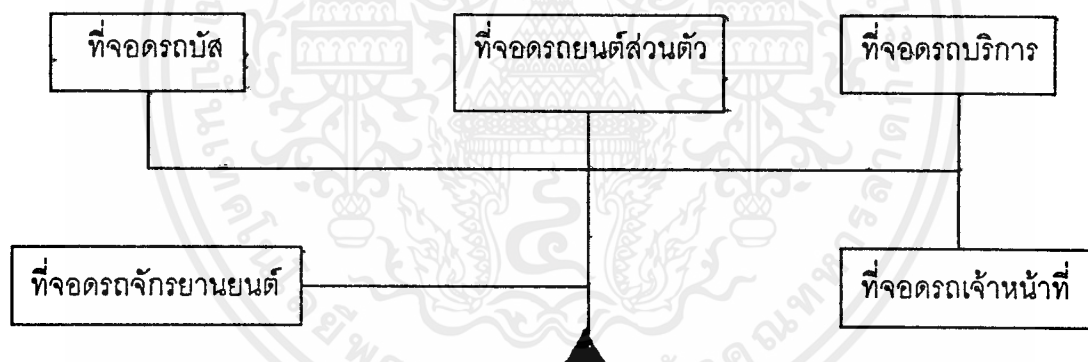 ที่จอดรถบัส
ที่จอดรถยนต์ส่วนตัว
ที่จอดรถบริการ
ที่จอดรถจักรยานยนต์
ที่จอดรถเจ้าหน้าที่